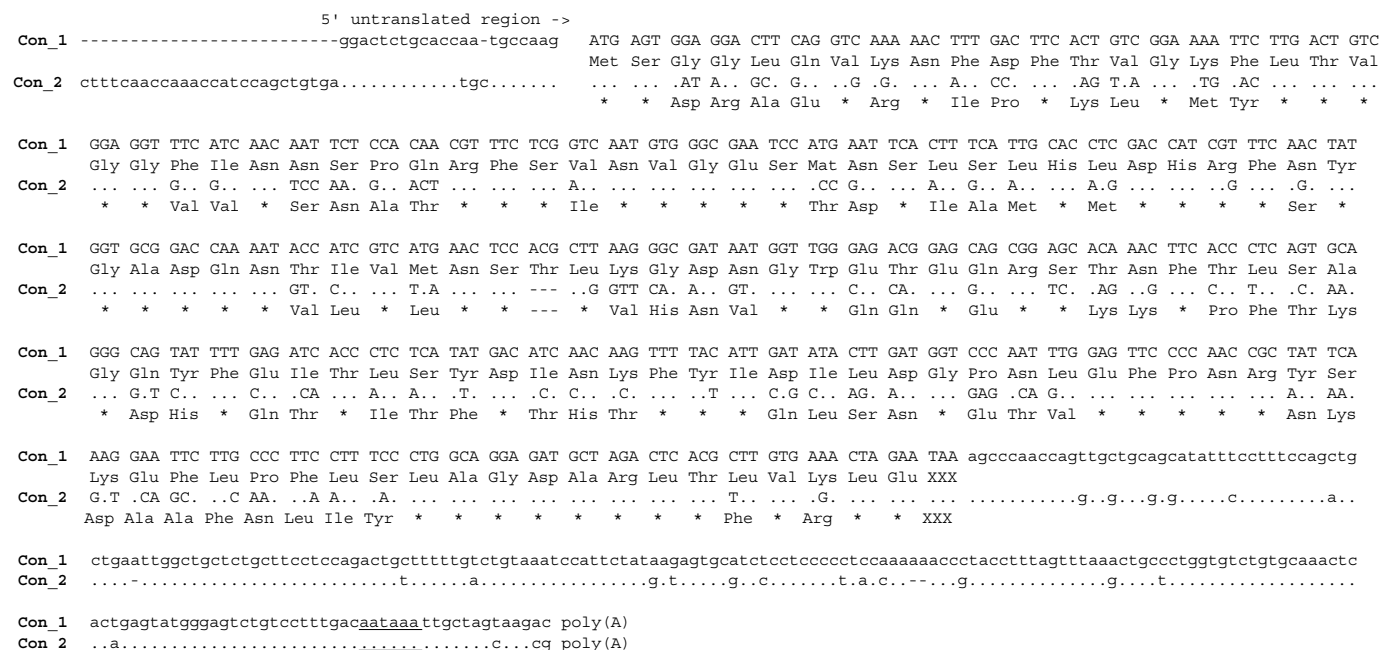 5' untranslated region ->
Con_1 --------------------------ggactctgcaccaa-tgccaag ATG AGT GGA GGA CTT CAG GTC AAA AAC TTT GAC TTC ACT GTC GGA AAA TTC TTG ACT GTC
Met Ser Gly Gly Leu Gln Val Lys Asn Phe Asp Phe Thr Val Gly Lys Phe Leu Thr Val
Con_2 ctttcaaccaaaccatccagctgtga............tgc....... ... ... .AT A.. GC. G.. ..G G. ... A.. CC. ... .AG T.A ... .TG .AC ... ... ...
* * Asp Arg Ala Glu * Arg * Ile Pro * Lys Leu * Met Tyr * * *
Con_1 GGA GGT TTC ATC AAC AAT TCT CCA CAA CGT TTC TCG GTC AAT GTG GGC GAA TCC ATG AAT TCA CTT TCA TTG CAC CTC GAC CAT CGT TTC AAC TAT
Gly Gly Phe Ile Asn Asn Ser Pro Gln Arg Phe Ser Val Asn Val Gly Glu Ser Mat Asn Ser Leu Ser Leu His Leu Asp His Arg Phe Asn Tyr
Con_2 ... ... G.. G.. ... TCC AA. G.. ACT ... ... ... A.. ... ... ... ... ... .CC G.. ... A.. G.. A.. ... A.G ... ... ..G ... .G. ...
* * Val Val * Ser Asn Ala Thr * * * Ile * * * * * Thr Asp * Ile Ala Met * Met * * * * Ser *
Con_1 GGT GCG GAC CAA AAT ACC ATC GTC ATG AAC TCC ACG CTT AAG GGC GAT AAT GGT TGG GAG ACG GAG CAG CGG AGC ACA AAC TTC ACC CTC AGT GCA
Gly Ala Asp Gln Asn Thr Ile Val Met Asn Ser Thr Leu Lys Gly Asp Asn Gly Trp Glu Thr Glu Gln Arg Ser Thr Asn Phe Thr Leu Ser Ala
Con_2 ... ... ... ... ... GT. C.. ... T.A ... ... --- ..G GTT CA. A.. GT. ... ... C.. CA. ... G.. ... TC. .AG ..G ... C.. T.. .C. AA.
* * * * * Val Leu * Leu * * --- * Val His Asn Val * * Gln Gln * Glu * * Lys Lys * Pro Phe Thr Lys
Con_1 GGG CAG TAT TTT GAG ATC ACC CTC TCA TAT GAC ATC AAC AAG TTT TAC ATT GAT ATA CTT GAT GGT CCC AAT TTG GAG TTC CCC AAC CGC TAT TCA
Gly Gln Tyr Phe Glu Ile Thr Leu Ser Tyr Asp Ile Asn Lys Phe Tyr Ile Asp Ile Leu Asp Gly Pro Asn Leu Glu Phe Pro Asn Arg Tyr Ser
Con_2 ... G.T C.. ... C.. .CA ... A.. A.. .T. ... .C. C.. .C. ... ... ..T ... C.G C.. AG. A.. ... GAG .CA G.. ... ... ... ... A.. AA.
* Asp His * Gln Thr * Ile Thr Phe * Thr His Thr * * * Gln Leu Ser Asn * Glu Thr Val * * * * * Asn Lys
Con_1 AAG GAA TTC TTG CCC TTC CTT TCC CTG GCA GGA GAT GCT AGA CTC ACG CTT GTG AAA CTA GAA TAA agcccaaccagttgctgcagcatatttcctttccagctg
Lys Glu Phe Leu Pro Phe Leu Ser Leu Ala Gly Asp Ala Arg Leu Thr Leu Val Lys Leu Glu XXX
Con_2 G.T .CA GC. ..C AA. ..A A.. .A. ... ... ... ... ... ... ... ... T.. ... .G. ... ... ... .............g..g...g.g.....c.........a..
Asp Ala Ala Phe Asn Leu Ile Tyr * * * * * * * * Phe * Arg * * XXX
Con_1 ctgaattggctgctctgcttcctccagactgctttttgtctgtaaatccattctataagagtgcatctcctcccccctccaaaaaaccctacctttagtttaaactgccctggtgtctgtgcaaactc
Con_2 ....-..........................t......a.................g.t.....g..c.......t.a.c..--...g..............g....t...................
Con_1 actgagtatgggagtctgtcctttgacaataaattgctagtaagac poly(A)
Con_2 ..a.....................................c...cg poly(A)